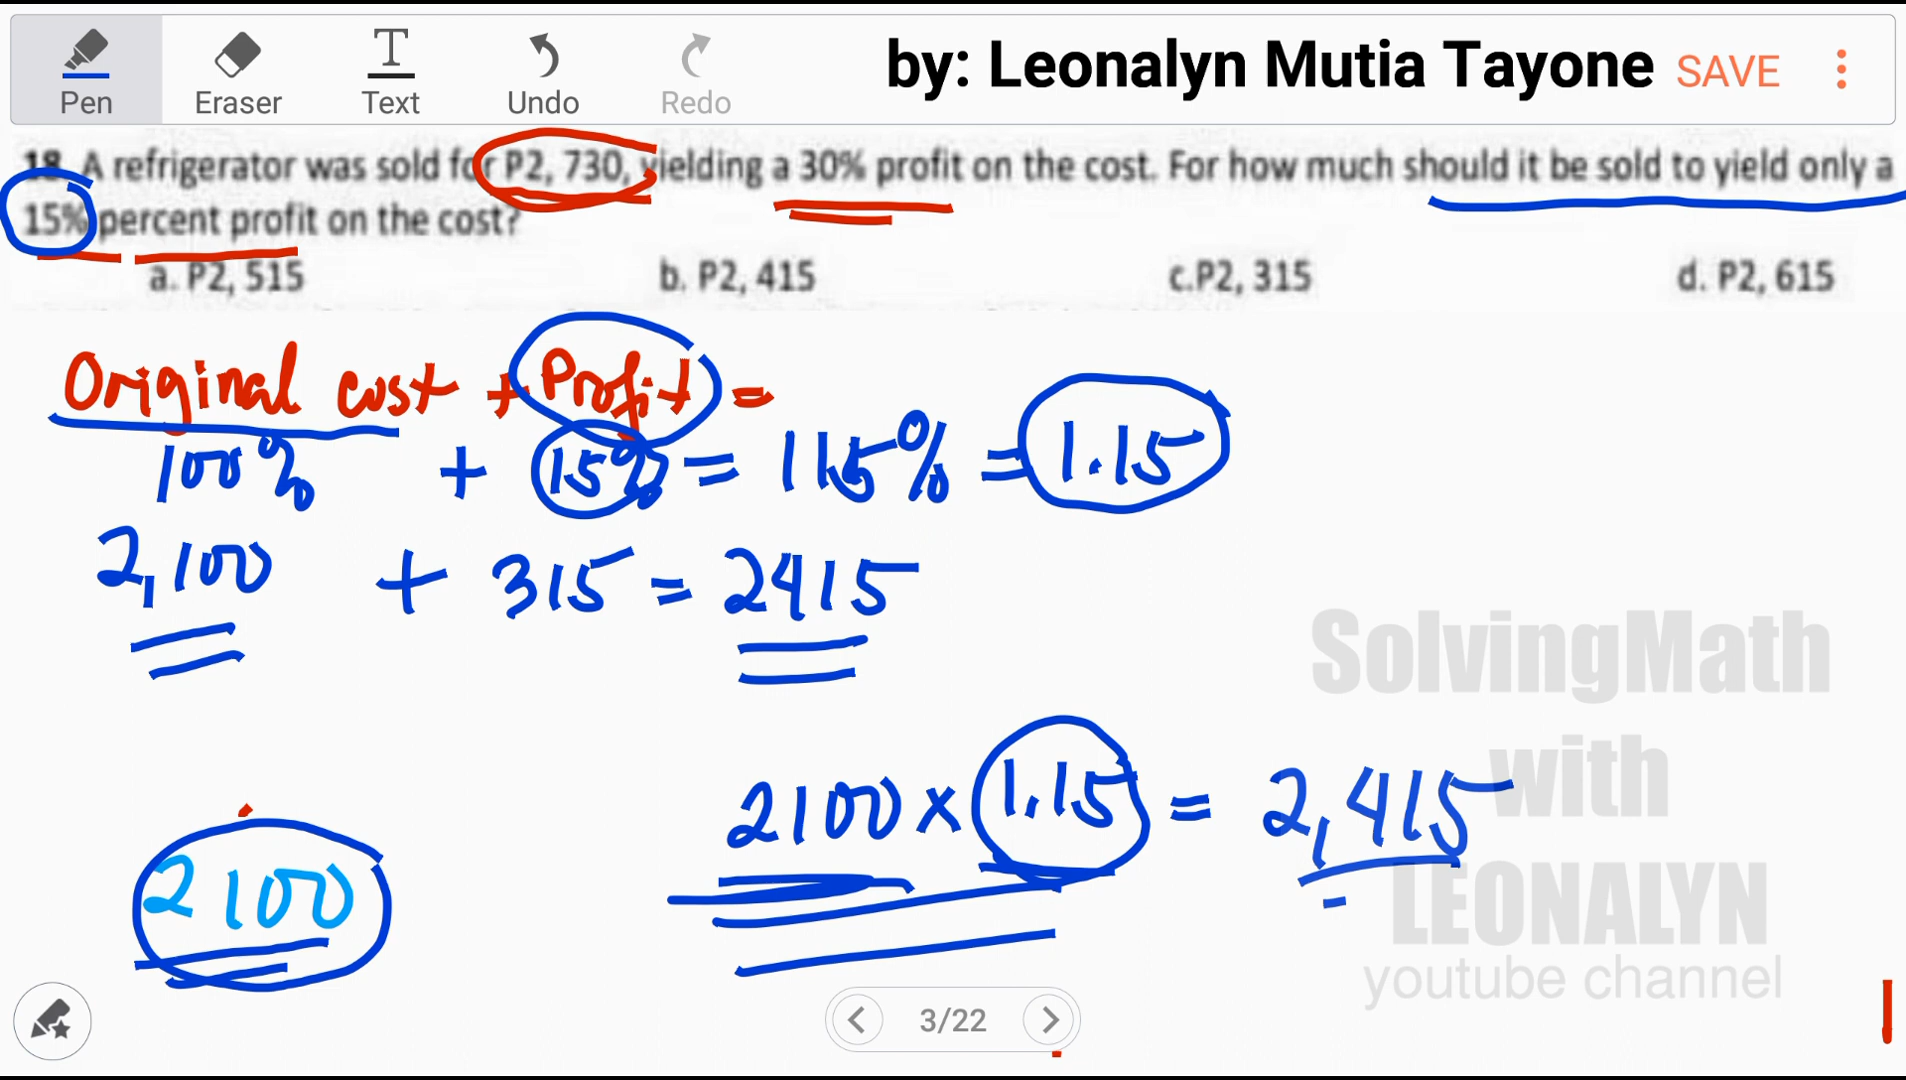 by: Leonalyn Mutia Tayone SAVE
Pen Eraser Text Undo Redo
18. A refrigerator was sold for P2, 730, yielding a 30% profit on the cost. For how much should it be sold to yield only a
15% percent profit on the cost?
a. P2, 515 b. P2, 415 c.P2, 315 d. P2, 615
Original cost + Profit =
100% + 15% = 115% = 1.15
2,100 + 315 = 2415
SolvingMath
with
2100 x 1.15 = 2,415
2100
LEONALYN
youtube channel
3/22